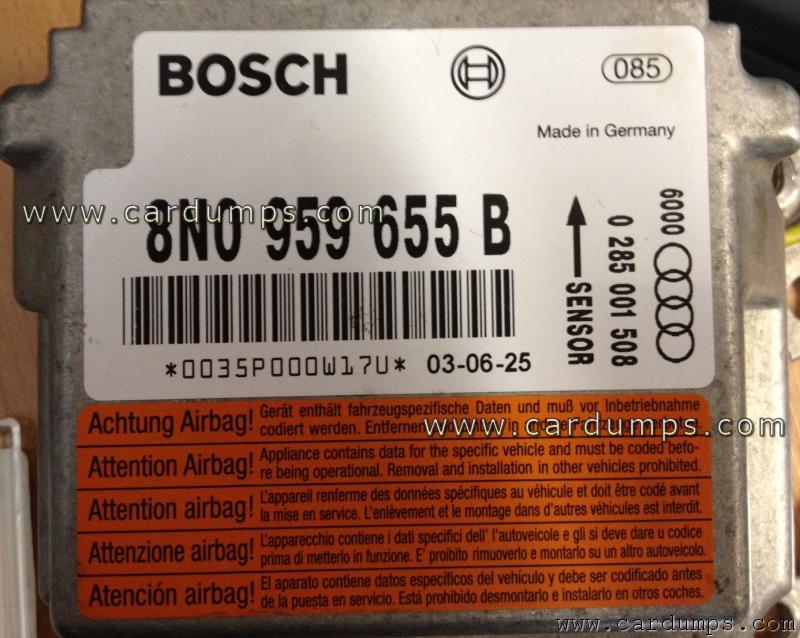 BOSCH
085
Made in Germany
8N0 959 655 B
www.cardumps.com
*0035P000W17U* 03-06-25
SENSOR
0 285 001 508
6000
Achtung Airbag! Gerät enthält fahrzeugspezifische Daten und muß vor Inbetriebnahme
codiert werden. Entfernen
www.cardumps.com
Attention Airbag! Appliance contains data for the specific vehicle and must be coded befo-
re being operational. Removal and installation in other vehicles prohibited.
Attention airbag! L'appareil renferme des données spécifiques au véhicule et doit être codé avant
la mise en service. L'enlèvement et le montage dans d'autres véhicules est interdit.
Attenzione airbag! L'apparecchio contiene i dati specifici dell' l'autoveicole e gli si deve dare u codice
prima di metterlo in funzione. E' proibito rimuoverlo e montarlo su un altro autoveicolo.
Atención airbag! El aparato contiene datos específicos del vehículo y debe ser codificado antes
de la puesta en servicio. Está prohibido desmontarlo e instalarlo en otros coches.
www.cardumps.com